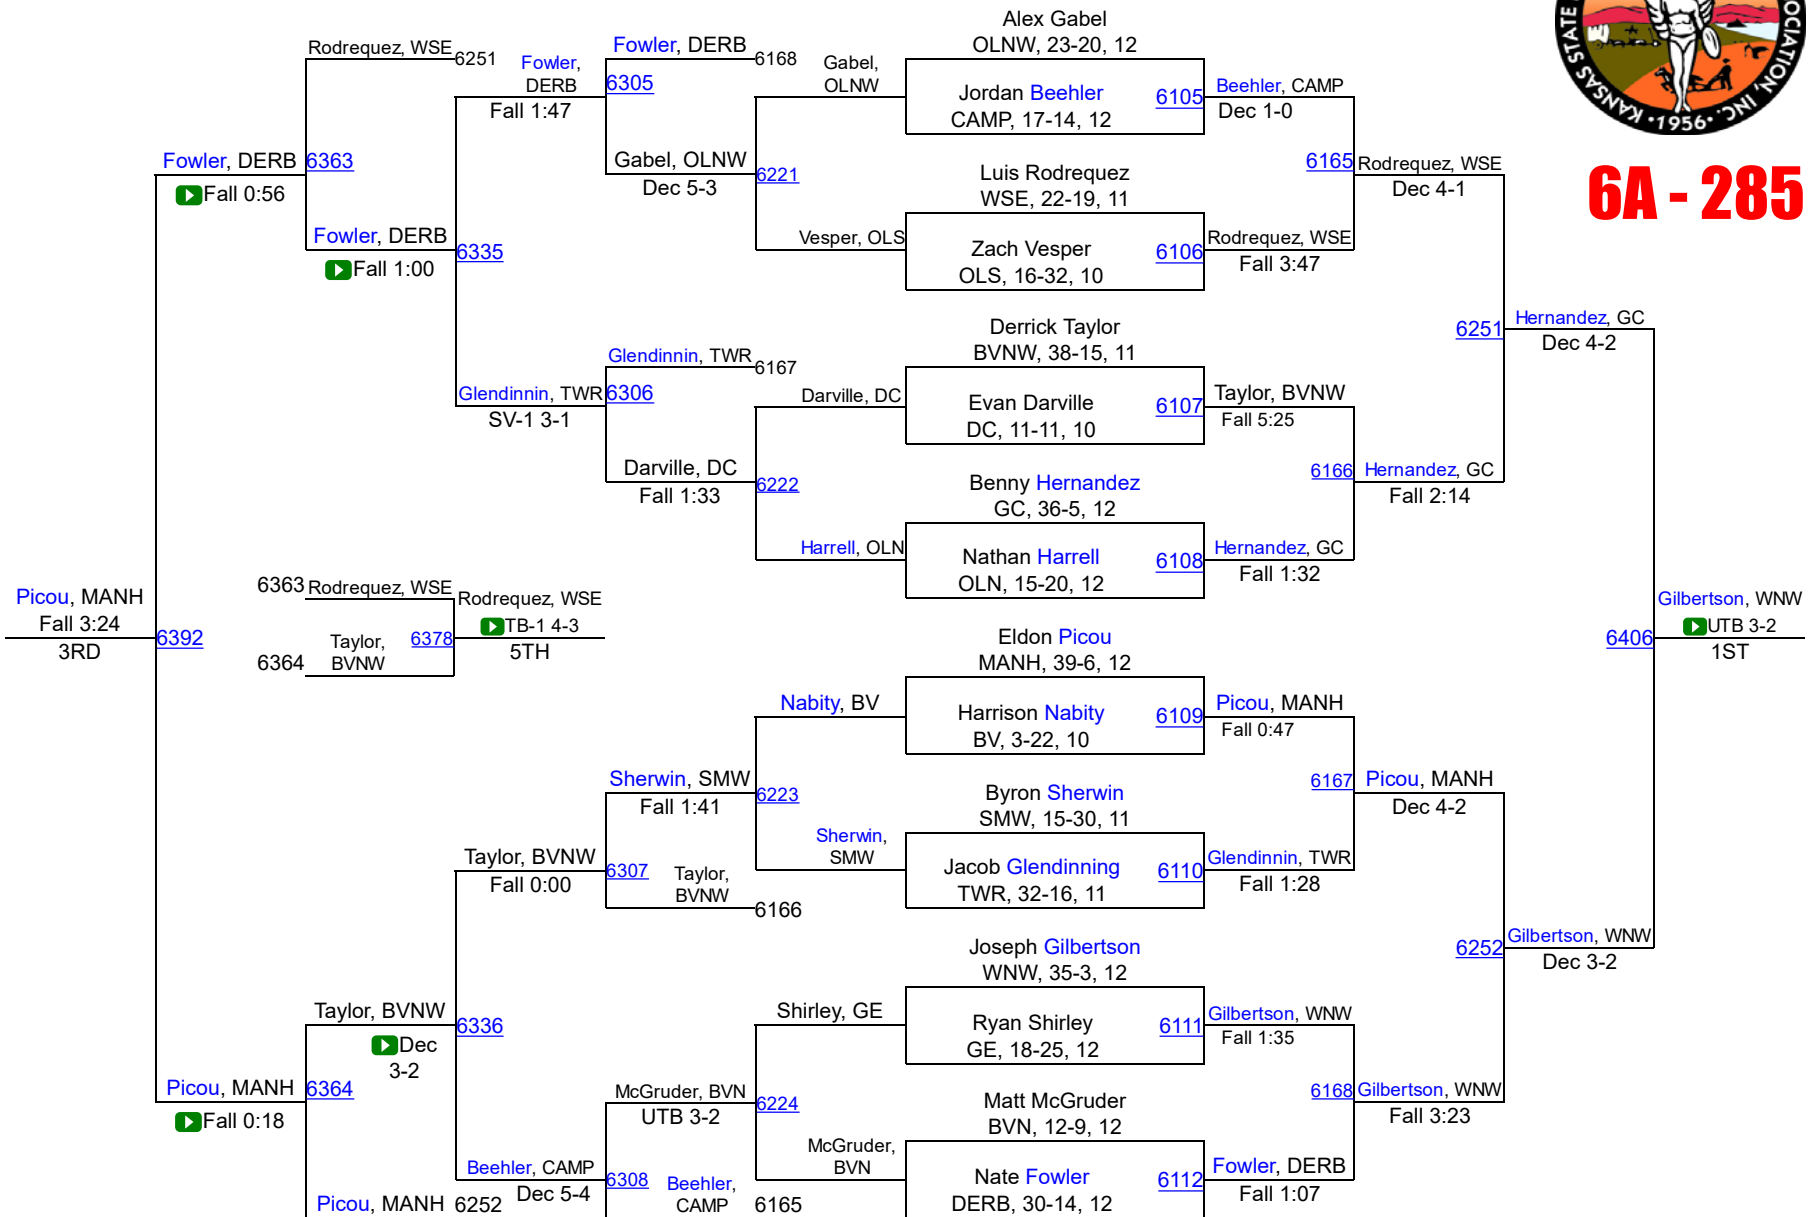 KANSAS STATE
OCIATION, INC.
•1956•
6A - 285
Alex Gabel
OLNW, 23-20, 12
Jordan Beehler
CAMP, 17-14, 12
6105
Luis Rodrequez
WSE, 22-19, 11
Zach Vesper
OLS, 16-32, 10
6106
Derrick Taylor
BVNW, 38-15, 11
Evan Darville
DC, 11-11, 10
6107
Benny Hernandez
GC, 36-5, 12
Nathan Harrell
OLN, 15-20, 12
6108
Eldon Picou
MANH, 39-6, 12
Harrison Nabity
BV, 3-22, 10
6109
Byron Sherwin
SMW, 15-30, 11
Jacob Glendinning
TWR, 32-16, 11
6110
Joseph Gilbertson
WNW, 35-3, 12
Ryan Shirley
GE, 18-25, 12
6111
Matt McGruder
BVN, 12-9, 12
Nate Fowler
DERB, 30-14, 12
6112
Beehler, CAMP
Dec 1-0
6165
Rodrequez, WSE
Fall 3:47
Taylor, BVNW
Fall 5:25
6166
Hernandez, GC
Fall 1:32
Picou, MANH
Fall 0:47
6167
Glendinnin, TWR
Fall 1:28
Gilbertson, WNW
Fall 1:35
6168
Fowler, DERB
Fall 1:07
Rodrequez, WSE
Dec 4-1
6251
Hernandez, GC
Fall 2:14
Picou, MANH
Dec 4-2
6252
Gilbertson, WNW
Fall 3:23
Hernandez, GC
Dec 4-2
6406
Gilbertson, WNW
Dec 3-2
Gilbertson, WNW
UTB 3-2
1ST
Gabel,
OLNW
6221
Vesper, OLS
Darville, DC
6222
Harrell, OLN
Nabity, BV
6223
Sherwin,
SMW
Shirley, GE
6224
McGruder,
BVN
Fowler, DERB
6168
6305
Gabel, OLNW
Dec 5-3
Glendinnin, TWR
6167
6306
Darville, DC
Fall 1:33
Sherwin, SMW
Fall 1:41
6307
Taylor,
BVNW
6166
McGruder, BVN
UTB 3-2
6308
Beehler,
CAMP
6165
Fowler,
DERB
Fall 1:47
6335
Glendinnin, TWR
SV-1 3-1
Taylor, BVNW
Fall 0:00
6336
Beehler, CAMP
Dec 5-4
Rodrequez, WSE
6251
6363
Fowler, DERB
Fall 1:00
Taylor, BVNW
Dec
3-2
6364
Picou, MANH
6252
Fowler, DERB
Fall 0:56
6392
Picou, MANH
Fall 0:18
Picou, MANH
Fall 3:24
3RD
6363
Rodrequez, WSE
6378
6364
Taylor,
BVNW
Rodrequez, WSE
TB-1 4-3
5TH